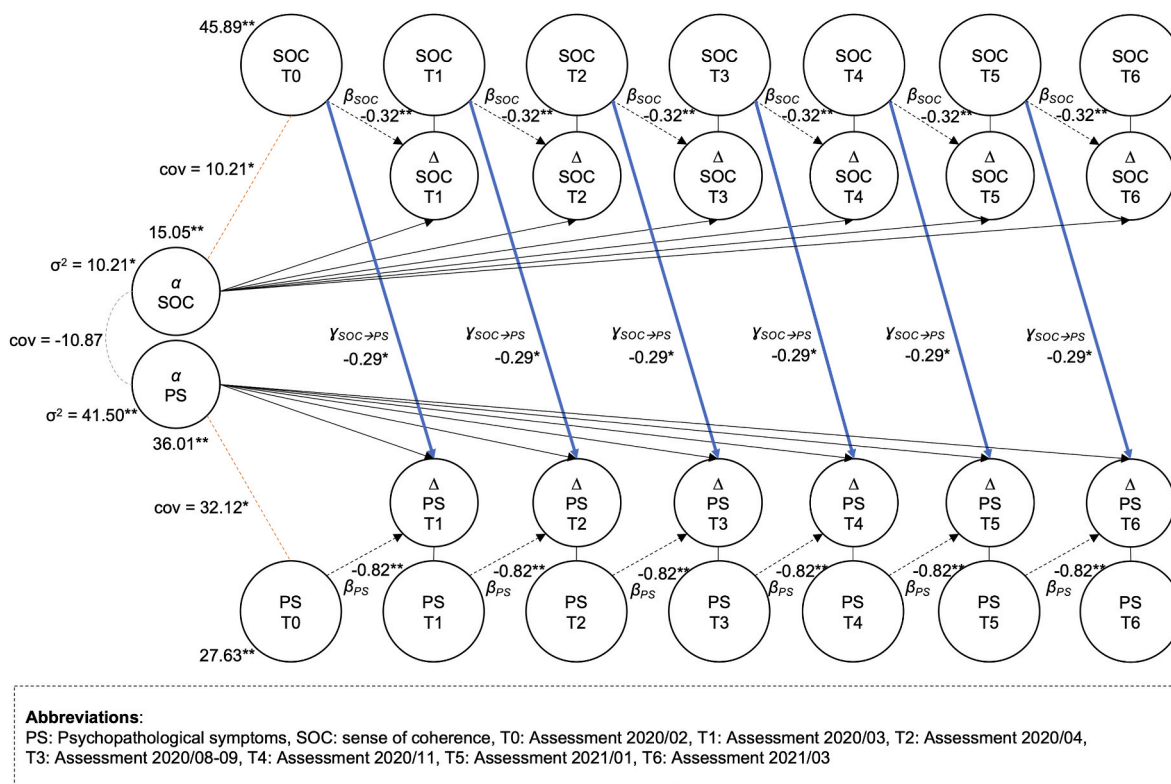 45.89**
SOC T0
SOC T1
SOC T2
SOC T3
SOC T4
SOC T5
SOC T6
βSOC -0.32**
βSOC -0.32**
βSOC -0.32**
βSOC -0.32**
βSOC -0.32**
βSOC -0.32**
Δ SOC T1
Δ SOC T2
Δ SOC T3
Δ SOC T4
Δ SOC T5
Δ SOC T6
cov = 10.21*
15.05**
σ² = 10.21*
α SOC
cov = -10.87
α PS
σ² = 41.50**
36.01**
cov = 32.12*
γSOC→PS -0.29*
γSOC→PS -0.29*
γSOC→PS -0.29*
γSOC→PS -0.29*
γSOC→PS -0.29*
γSOC→PS -0.29*
Δ PS T1
Δ PS T2
Δ PS T3
Δ PS T4
Δ PS T5
Δ PS T6
-0.82** βPS
-0.82** βPS
-0.82** βPS
-0.82** βPS
-0.82** βPS
-0.82** βPS
PS T0
PS T1
PS T2
PS T3
PS T4
PS T5
PS T6
27.63**
Abbreviations:
PS: Psychopathological symptoms, SOC: sense of coherence, T0: Assessment 2020/02, T1: Assessment 2020/03, T2: Assessment 2020/04,
T3: Assessment 2020/08-09, T4: Assessment 2020/11, T5: Assessment 2021/01, T6: Assessment 2021/03